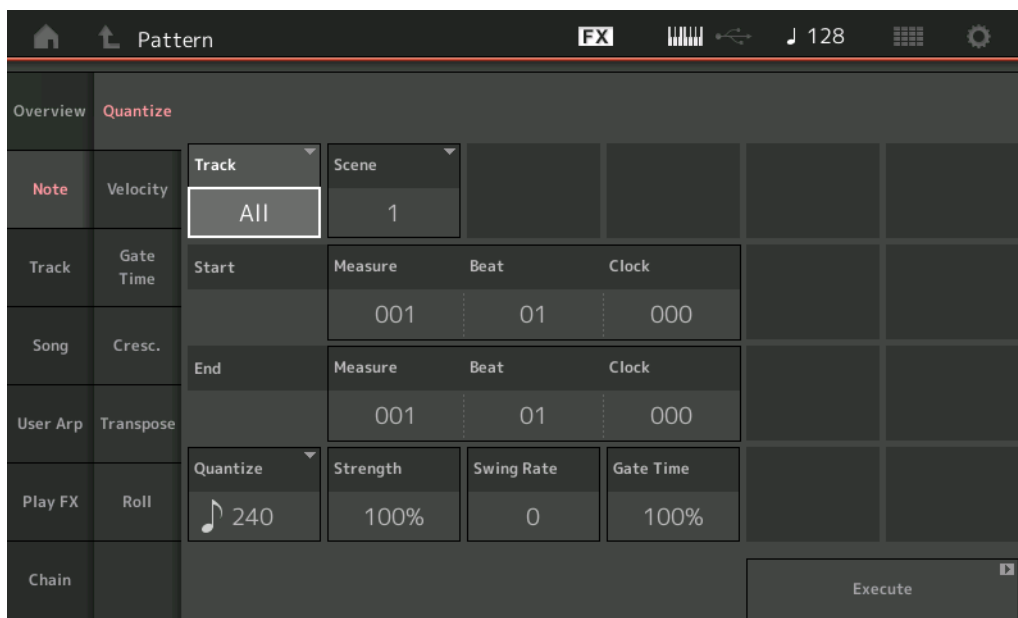 Pattern FX ♩ 128
Overview Quantize
Track Scene
Note Velocity
All 1
Track Gate Time Start Measure Beat Clock
001 01 000
Song Cresc. End Measure Beat Clock
User Arp Transpose 001 01 000
Quantize Strength Swing Rate Gate Time
Play FX Roll ♪ 240 100% 0 100%
Chain Execute